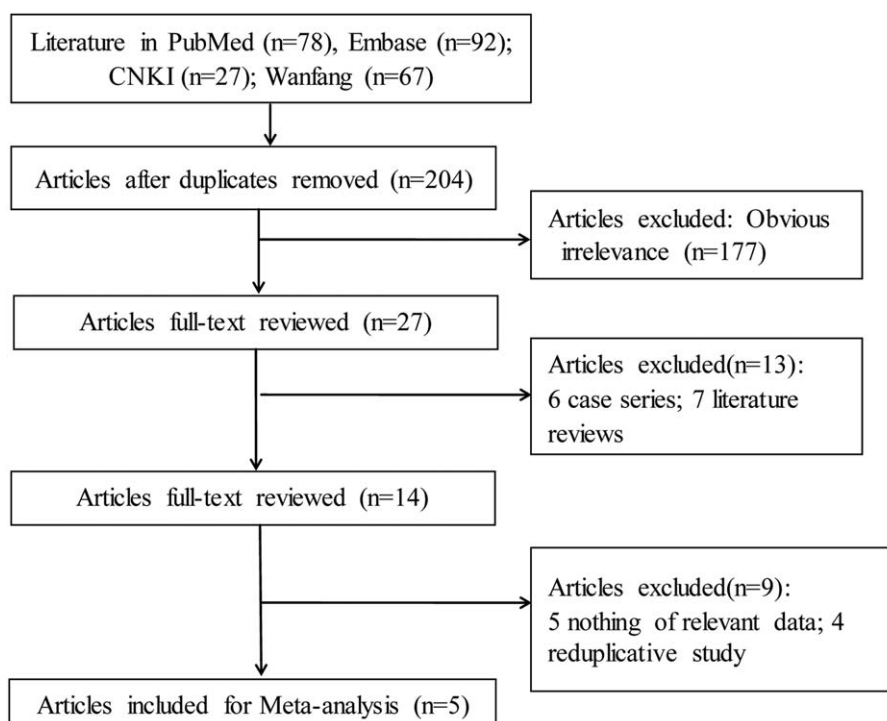 Literature in PubMed (n=78), Embase (n=92);
CNKI (n=27); Wanfang (n=67)
Articles after duplicates removed (n=204)
Articles excluded: Obvious
irrelevance (n=177)
Articles full-text reviewed (n=27)
Articles excluded(n=13):
6 case series; 7 literature
reviews
Articles full-text reviewed (n=14)
Articles excluded(n=9):
5 nothing of relevant data; 4
reduplicative study
Articles included for Meta-analysis (n=5)